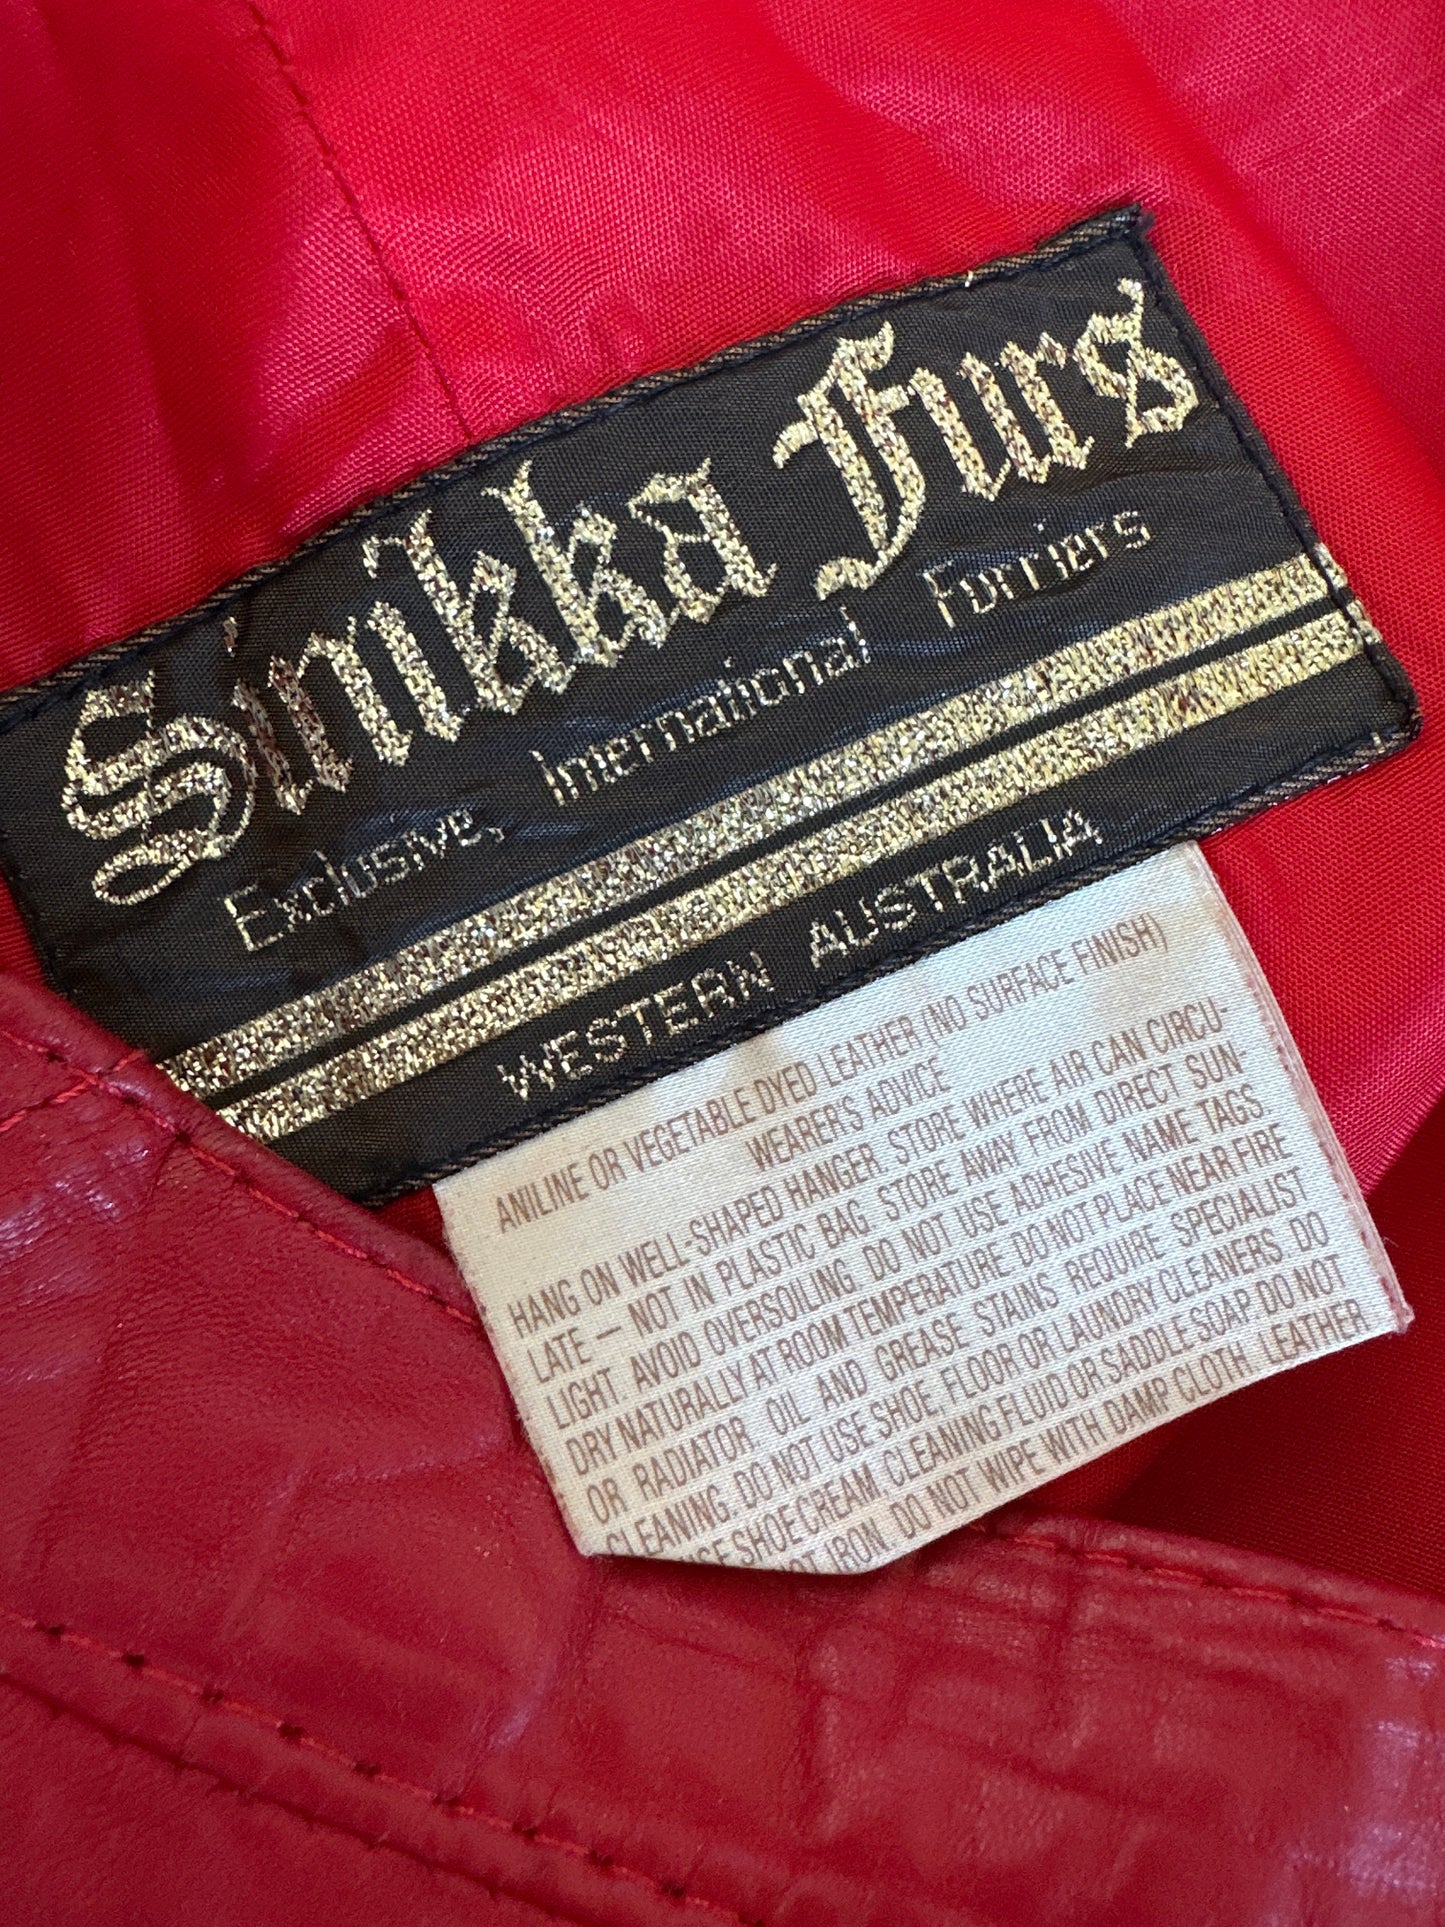 Sirikka Furs
Exclusive, International Furriers
WESTERN AUSTRALIA
ANILINE OR VEGETABLE DYED LEATHER (NO SURFACE FINISH)
WEARER'S ADVICE
HANG ON WELL-SHAPED HANGER. STORE WHERE AIR CAN CIRCU-
LATE — NOT IN PLASTIC BAG. STORE AWAY FROM DIRECT SUN-
LIGHT. AVOID OVERSOILING. DO NOT USE ADHESIVE NAME TAGS.
DRY NATURALLY AT ROOM TEMPERATURE. DO NOT PLACE NEAR FIRE
OR RADIATOR. OIL AND GREASE STAINS REQUIRE SPECIALIST
CLEANING. DO NOT USE SHOE, FLOOR OR LAUNDRY CLEANERS. DO
SHOE CREAM, CLEANING FLUID OR SADDLE SOAP. DO NOT
IRON. DO NOT WIPE WITH DAMP CLOTH. LEATHER